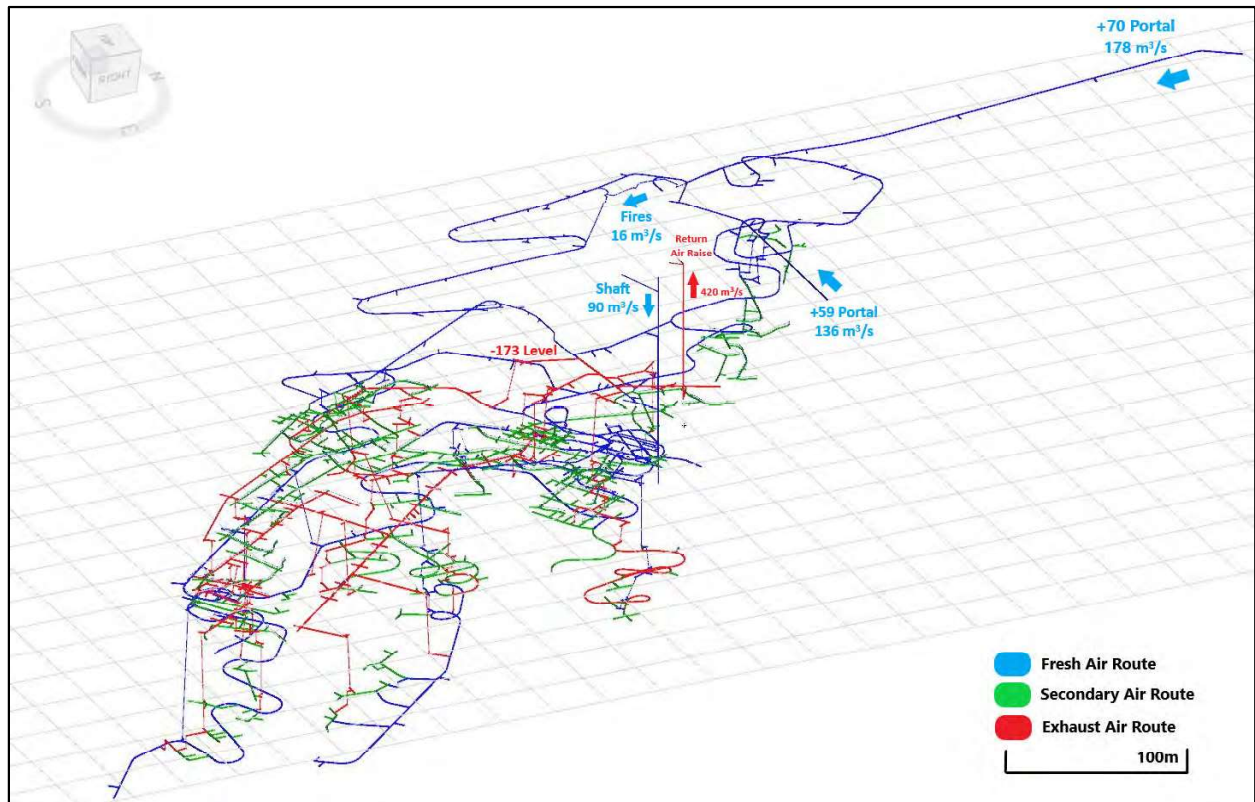 +70 Portal
178 m³/s
RIGHT
N
S
E
Fires
16 m³/s
Return
Air Raise
Shaft
90 m³/s
420 m³/s
+59 Portal
136 m³/s
-173 Level
Fresh Air Route
Secondary Air Route
Exhaust Air Route
100m